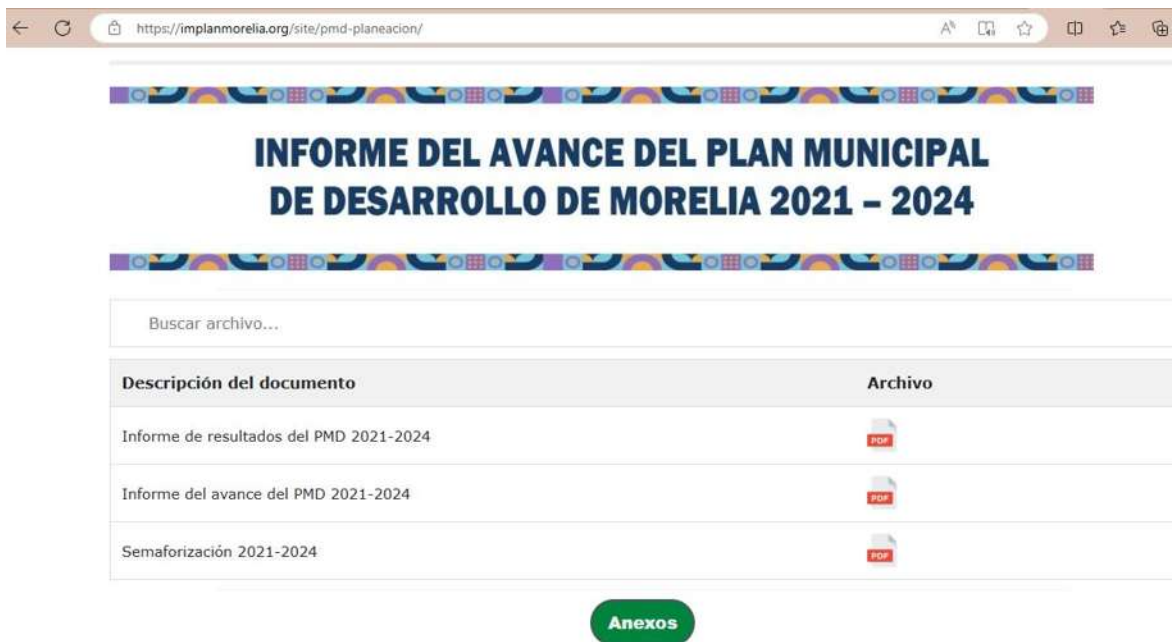 https://implanmorelia.org/site/pmd-planeacion/
INFORME DEL AVANCE DEL PLAN MUNICIPAL
DE DESARROLLO DE MORELIA 2021 – 2024
Buscar archivo...
Descripción del documento Archivo
Informe de resultados del PMD 2021-2024 PDF
Informe del avance del PMD 2021-2024 PDF
Semaforización 2021-2024 PDF
Anexos